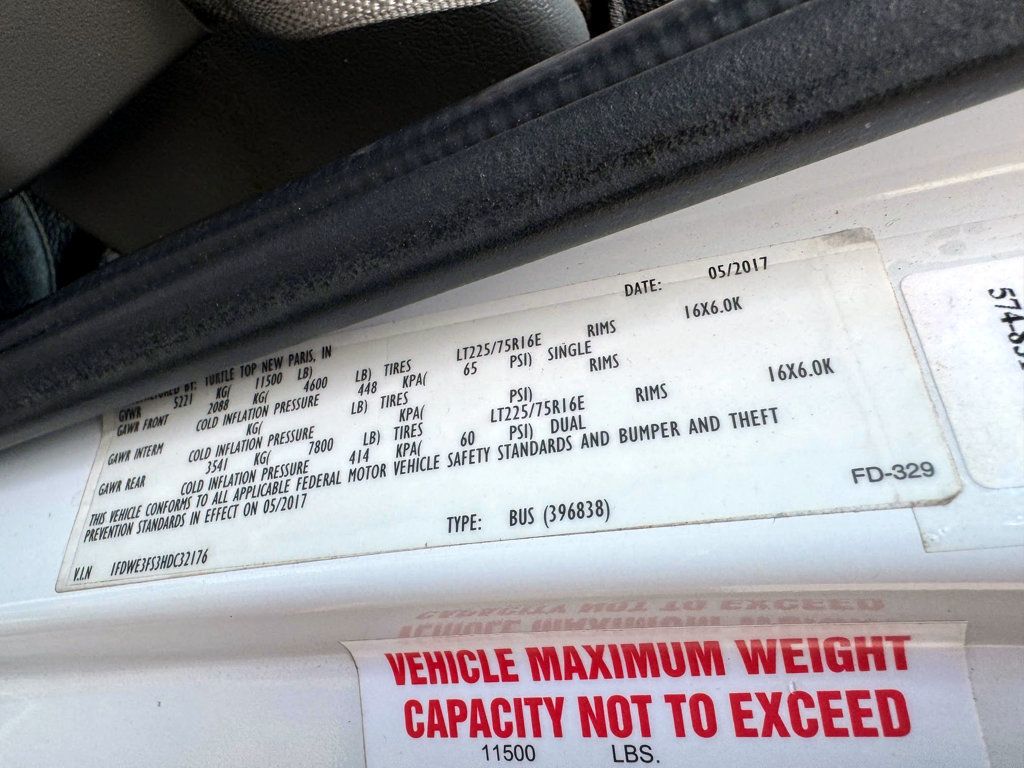 DATE: 05/2017
TURTLE TOP NEW PARIS, IN
GVWR 5221 KG( 11500 LB)
GAWR FRONT 2088 KG( 4600 LB) TIRES LT225/75R16E RIMS 16X6.0K
COLD INFLATION PRESSURE 448 KPA( 65 PSI) SINGLE
GAWR INTERM KG( LB) TIRES RIMS
COLD INFLATION PRESSURE KPA( PSI)
GAWR REAR 3541 KG( 7800 LB) TIRES LT225/75R16E RIMS 16X6.0K
COLD INFLATION PRESSURE 414 KPA( 60 PSI) DUAL
THIS VEHICLE CONFORMS TO ALL APPLICABLE FEDERAL MOTOR VEHICLE SAFETY STANDARDS AND BUMPER AND THEFT
PREVENTION STANDARDS IN EFFECT ON 05/2017
FD-329
TYPE: BUS (396838)
V.I.N 1FDWE3FS3HDC32176
VEHICLE MAXIMUM WEIGHT
CAPACITY NOT TO EXCEED
11500 LBS.